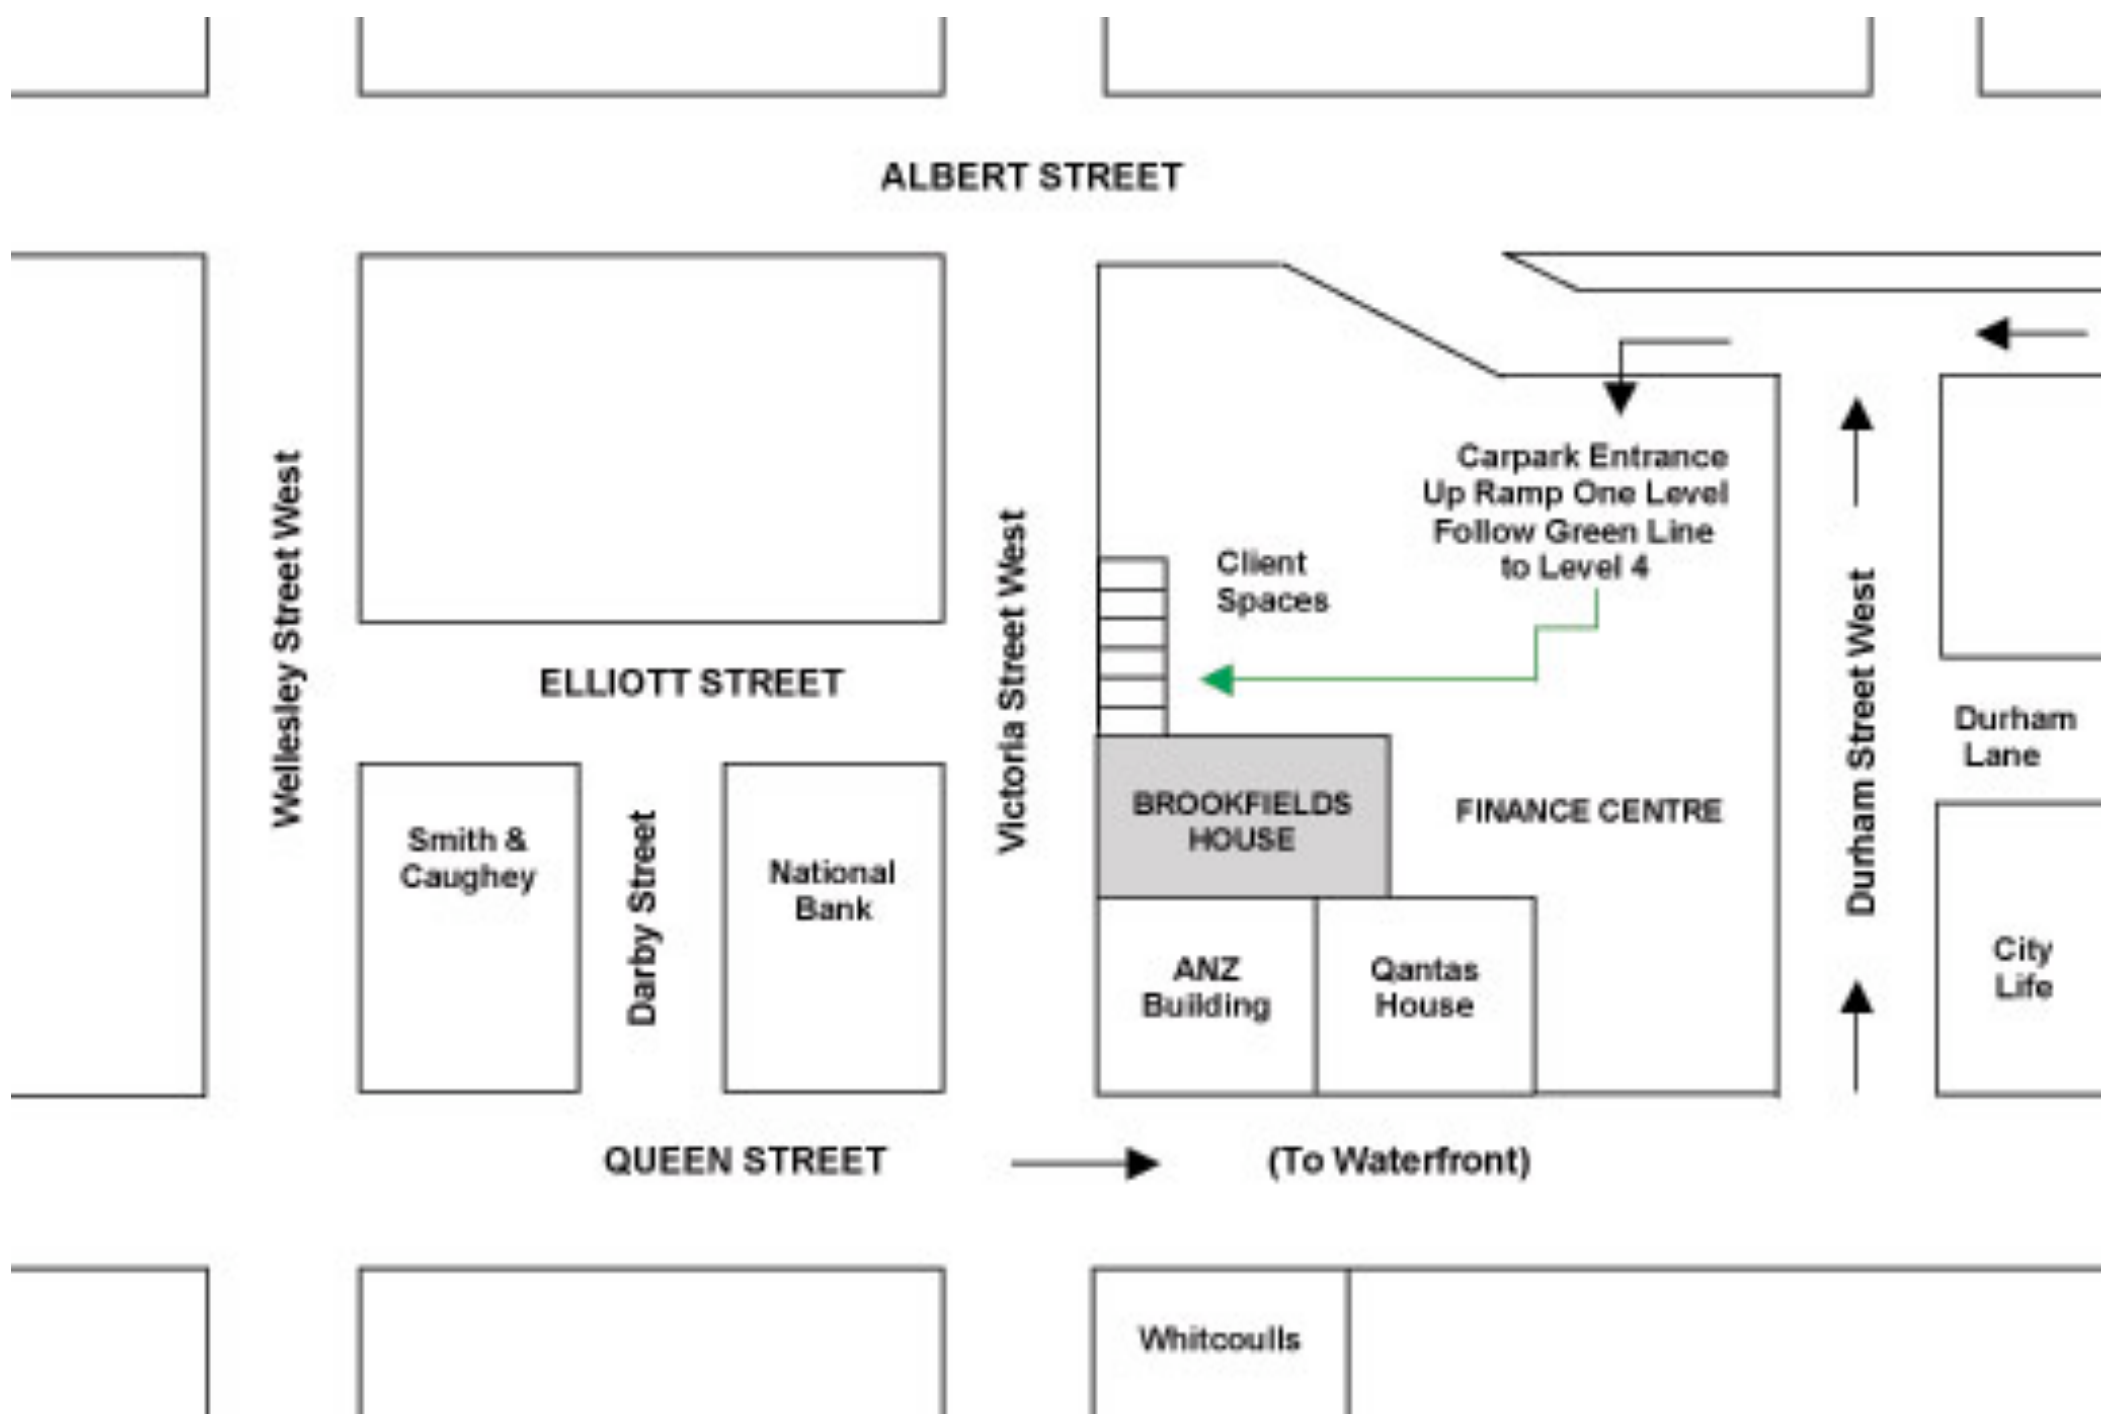 ALBERT STREET
Carpark Entrance
Up Ramp One Level
Follow Green Line
to Level 4
Client
Spaces
Wellesley Street West
ELLIOTT STREET
Victoria Street West
Durham Street West
Durham
Lane
BROOKFIELDS
HOUSE
FINANCE CENTRE
Smith &
Caughey
Darby Street
National
Bank
ANZ
Building
Qantas
House
City
Life
QUEEN STREET
(To Waterfront)
Whitcoulls